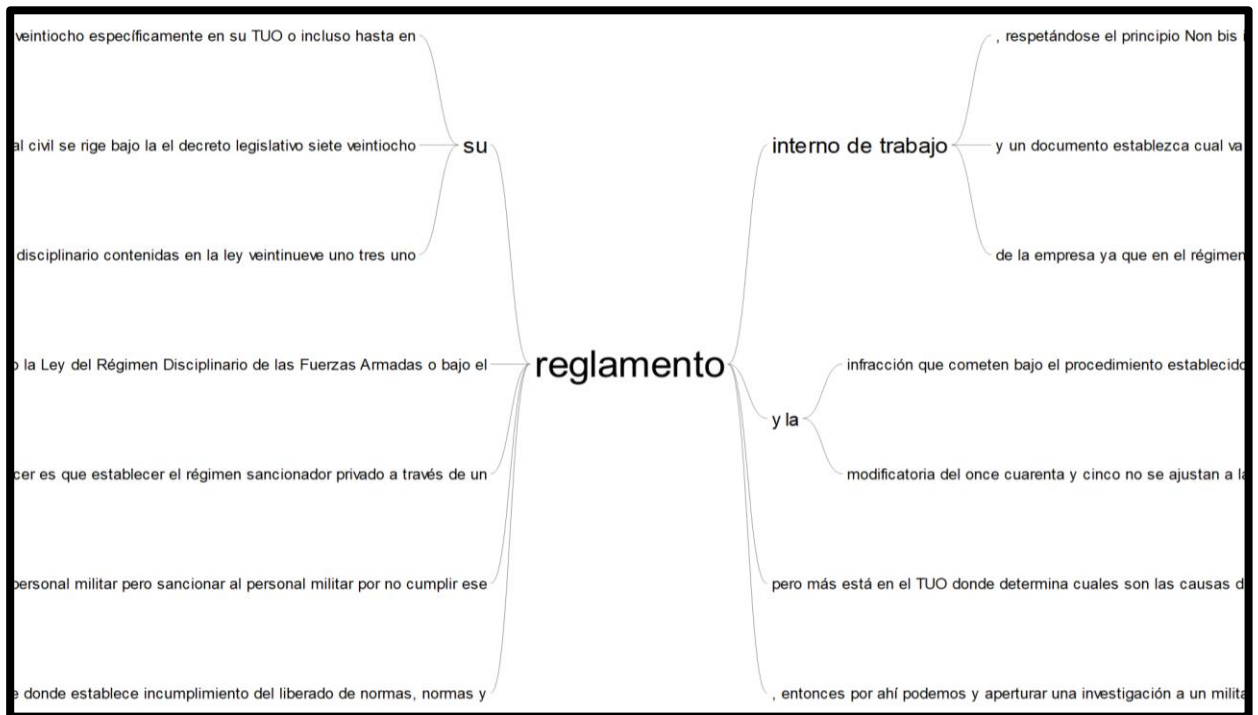 veintiocho específicamente en su TUO o incluso hasta en
al civil se rige bajo la el decreto legislativo siete veintiocho
su
disciplinario contenidas en la ley veintinueve uno tres uno
o la Ley del Régimen Disciplinario de las Fuerzas Armadas o bajo el
cer es que establecer el régimen sancionador privado a través de un
personal militar pero sancionar al personal militar por no cumplir ese
e donde establece incumplimiento del liberado de normas, normas y
reglamento
interno de trabajo
, respetándose el principio Non bis i
y un documento establezca cual va
de la empresa ya que en el régimen
y la
infracción que cometen bajo el procedimiento establecido
modificatoria del once cuarenta y cinco no se ajustan a la
pero más está en el TUO donde determina cuales son las causas d
, entonces por ahí podemos y aperturar una investigación a un milita